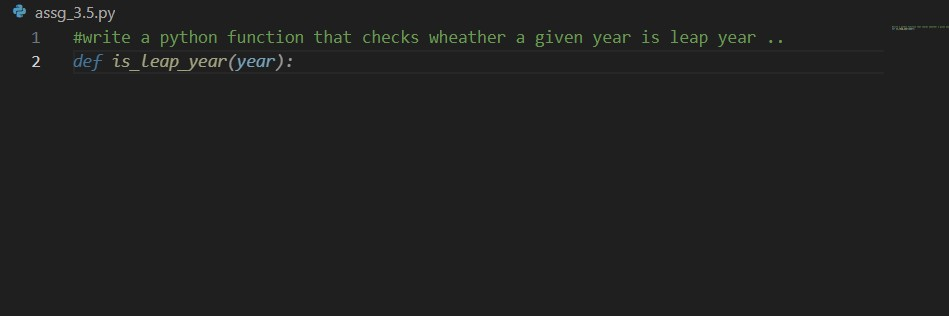 assg_3.5.py
1 #write a python function that checks wheather a given year is leap year ..
2 def is_leap_year(year):